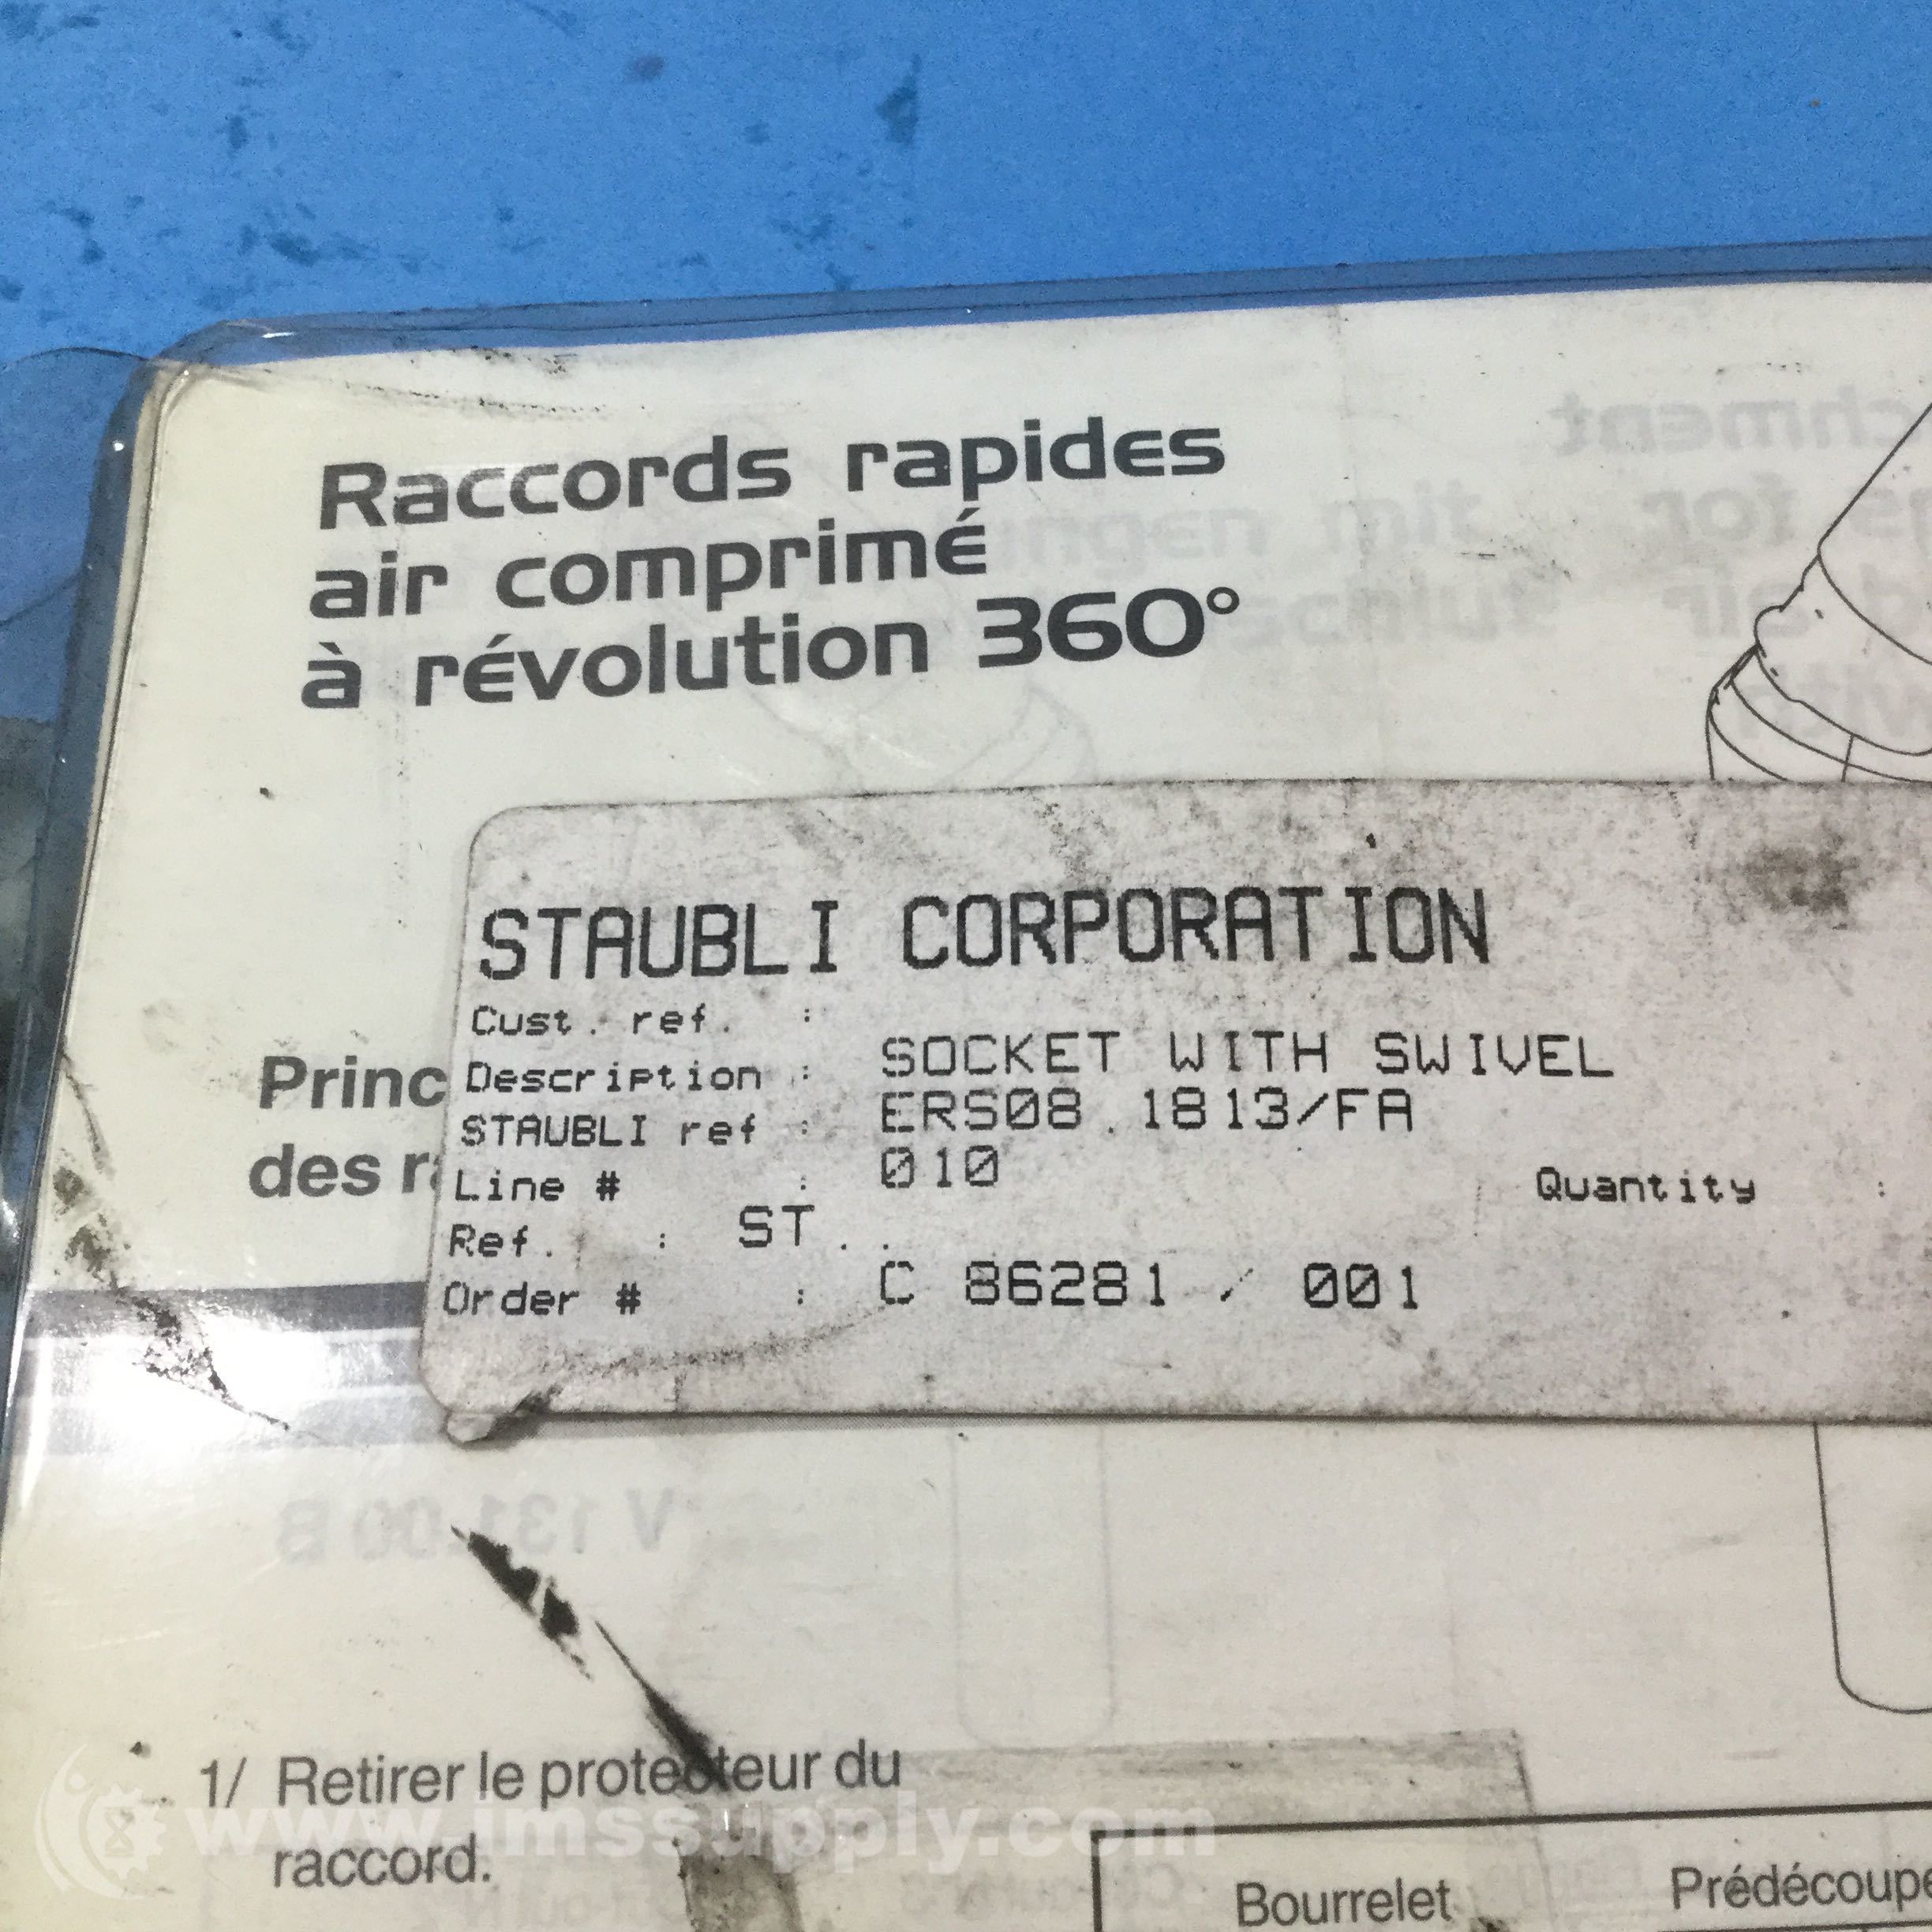 Raccords rapides
air comprimé
à révolution 360°
STAUBLI CORPORATION
Cust. ref. :
Description : SOCKET WITH SWIVEL
STAUBLI ref : ERS08.1813/FA
Line # : 010
Quantity :
Ref. : ST..
Order # : C 86281 / 001
Princ
des r
V 131 00 B
1/ Retirer le protecteur du
raccord.
www.imssupply.com
Bourrelet
Prédécoupe